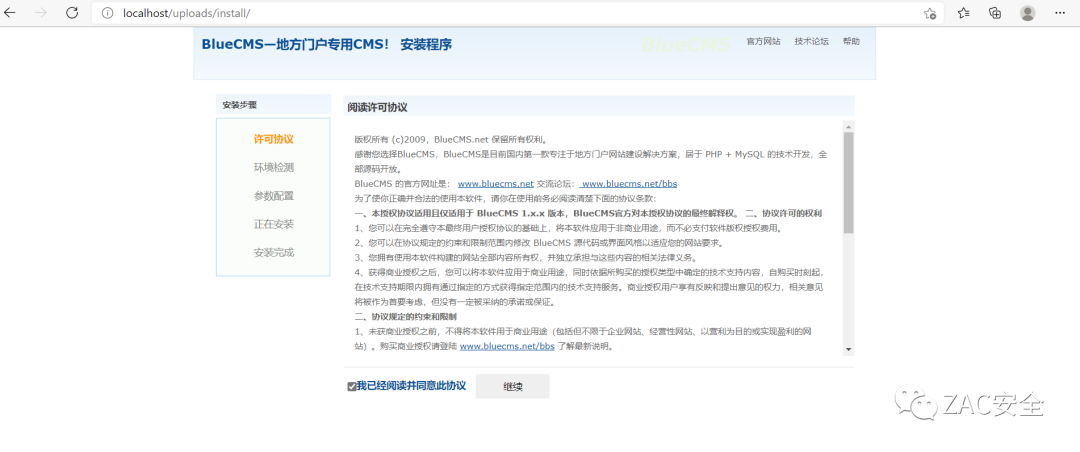 localhost/uploads/install/
BlueCMS—地方门户专用CMS！ 安装程序
BlueCMS
官方网站 技术论坛 帮助
安装步骤
许可协议
环境检测
参数配置
正在安装
安装完成
阅读许可协议
版权所有 (c)2009，BlueCMS.net 保留所有权利。
感谢您选择BlueCMS，BlueCMS是目前国内第一款专注于地方门户网站建设解决方案，居于 PHP + MySQL 的技术开发，全
部源码开放。
BlueCMS 的官方网址是： www.bluecms.net 交流论坛： www.bluecms.net/bbs
为了使你正确并合法的使用本软件，请你在使用前务必阅读清楚下面的协议条款：
一、本授权协议适用且仅适用于 BlueCMS 1.x.x 版本，BlueCMS官方对本授权协议的最终解释权。 二、协议许可的权利
1、您可以在完全遵守本最终用户授权协议的基础上，将本软件应用于非商业用途，而不必支付软件版权授权费用。
2、您可以在协议规定的约束和限制范围内修改 BlueCMS 源代码或界面风格以适应您的网站要求。
3、您拥有使用本软件构建的网站全部内容所有权，并独立承担与这些内容的相关法律义务。
4、获得商业授权之后，您可以将本软件应用于商业用途，同时依据所购买的授权类型中确定的技术支持内容，自购买时刻起，
在技术支持期限内拥有通过指定的方式获得指定范围内的技术支持服务。商业授权用户享有反映和提出意见的权力，相关意见
将被作为首要考虑，但没有一定被采纳的承诺或保证。
二、协议规定的约束和限制
1、未获商业授权之前，不得将本软件用于商业用途（包括但不限于企业网站、经营性网站、以营利为目的或实现盈利的网
站）。购买商业授权请登陆 www.bluecms.net/bbs 了解最新说明。
我已经阅读并同意此协议
继续
ZAC安全